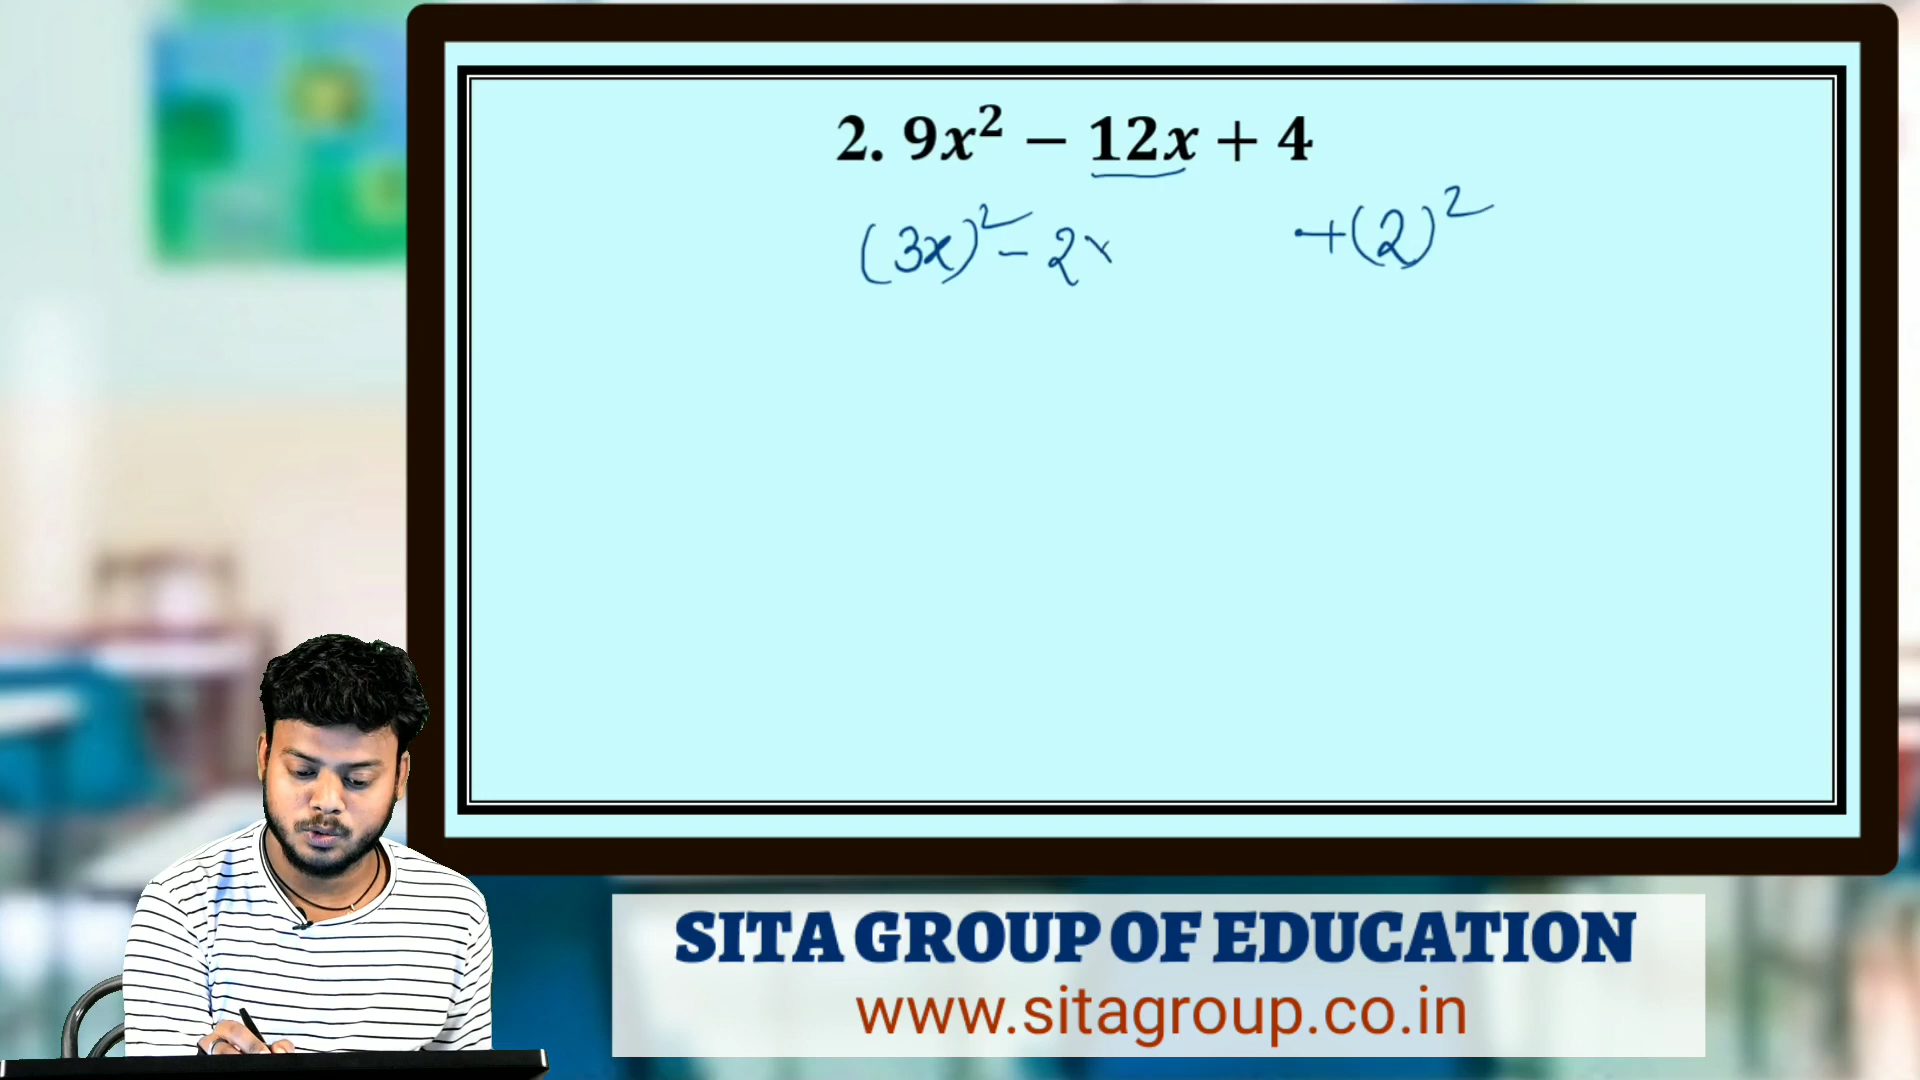 2. 9x² − 12x + 4
(3x)² − 2× +(2)²
SITA GROUP OF EDUCATION
www.sitagroup.co.in